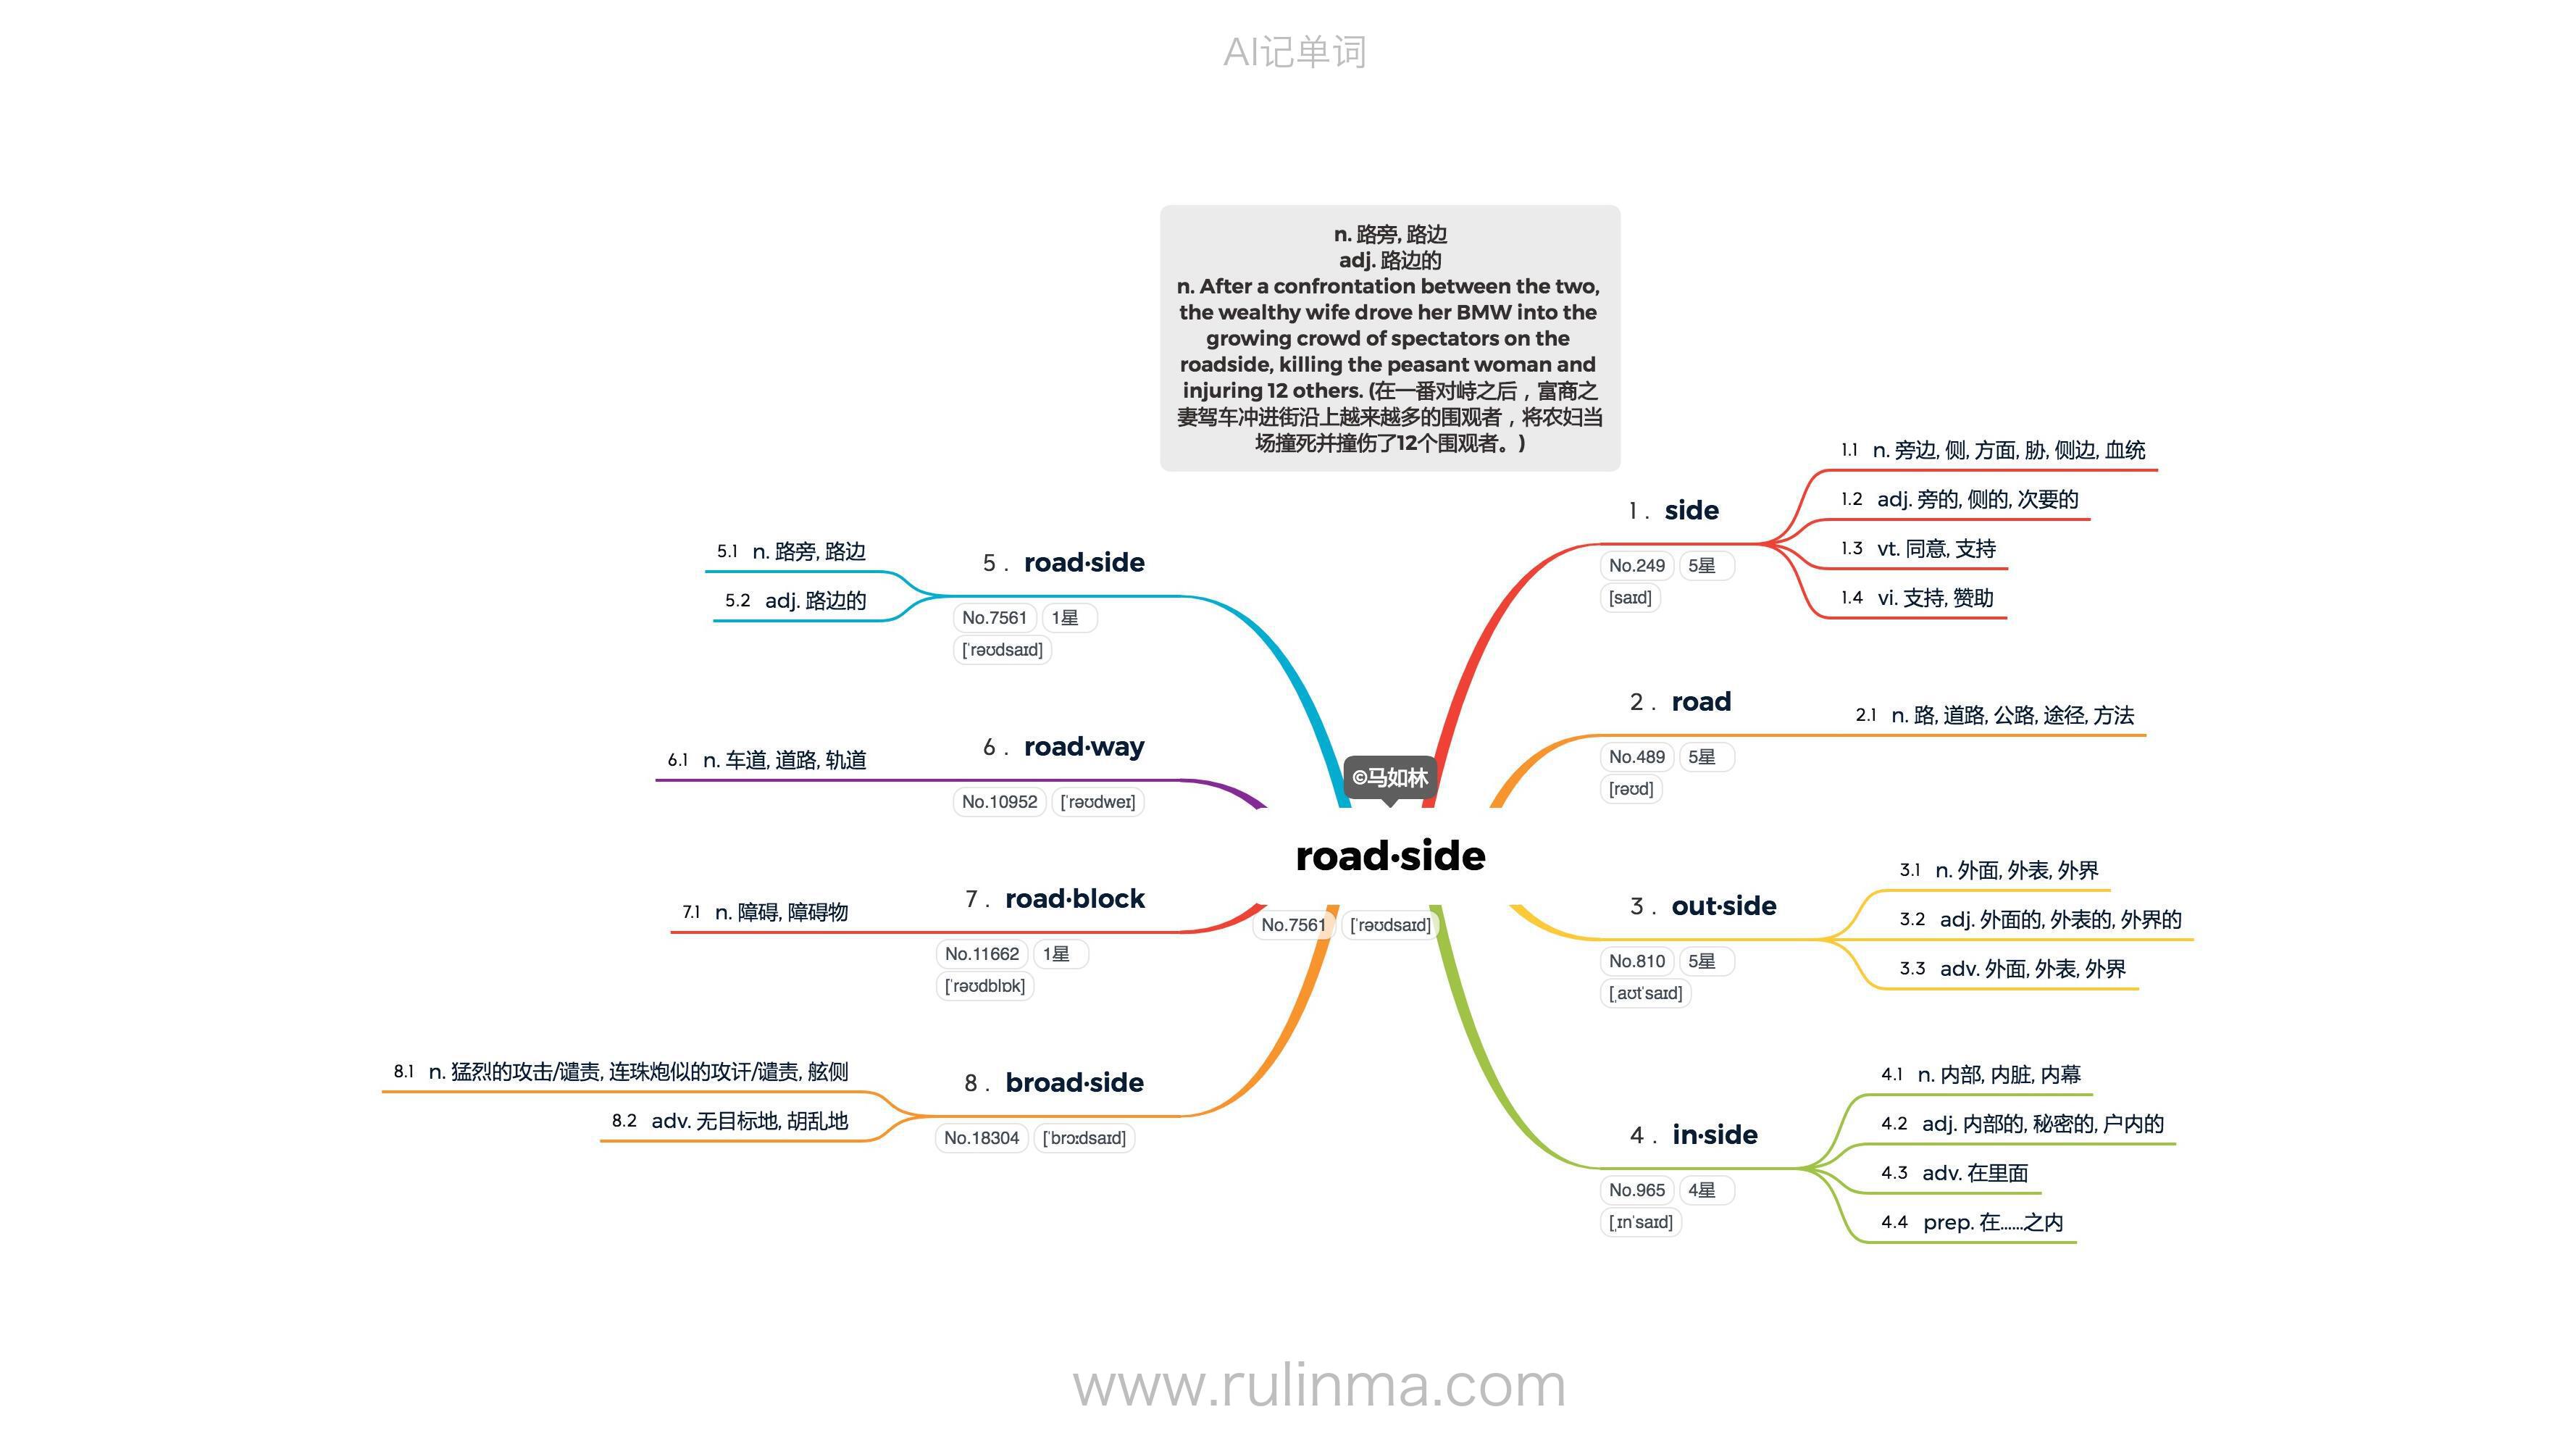 AI记单词
n. 路旁, 路边
adj. 路边的
n. After a confrontation between the two,
the wealthy wife drove her BMW into the
growing crowd of spectators on the
roadside, killing the peasant woman and
injuring 12 others. (在一番对峙之后，富商之
妻驾车冲进街沿上越来越多的围观者，将农妇当
场撞死并撞伤了12个围观者。)
©马如林
road·side
No.7561 [ˈrəʊdsaɪd]
1. side
No.249 5星
[saɪd]
1.1 n. 旁边, 侧, 方面, 胁, 侧边, 血统
1.2 adj. 旁的, 侧的, 次要的
1.3 vt. 同意, 支持
1.4 vi. 支持, 赞助
2. road
No.489 5星
[rəʊd]
2.1 n. 路, 道路, 公路, 途径, 方法
3. out·side
No.810 5星
[ˌaʊtˈsaɪd]
3.1 n. 外面, 外表, 外界
3.2 adj. 外面的, 外表的, 外界的
3.3 adv. 外面, 外表, 外界
4. in·side
No.965 4星
[ˌɪnˈsaɪd]
4.1 n. 内部, 内脏, 内幕
4.2 adj. 内部的, 秘密的, 户内的
4.3 adv. 在里面
4.4 prep. 在……之内
5. road·side
No.7561 1星
[ˈrəʊdsaɪd]
5.1 n. 路旁, 路边
5.2 adj. 路边的
6. road·way
No.10952 [ˈrəʊdweɪ]
6.1 n. 车道, 道路, 轨道
7. road·block
No.11662 1星
[ˈrəʊdblɒk]
7.1 n. 障碍, 障碍物
8. broad·side
No.18304 [ˈbrɔːdsaɪd]
8.1 n. 猛烈的攻击/谴责, 连珠炮似的攻讦/谴责, 舷侧
8.2 adv. 无目标地, 胡乱地
www.rulinma.com